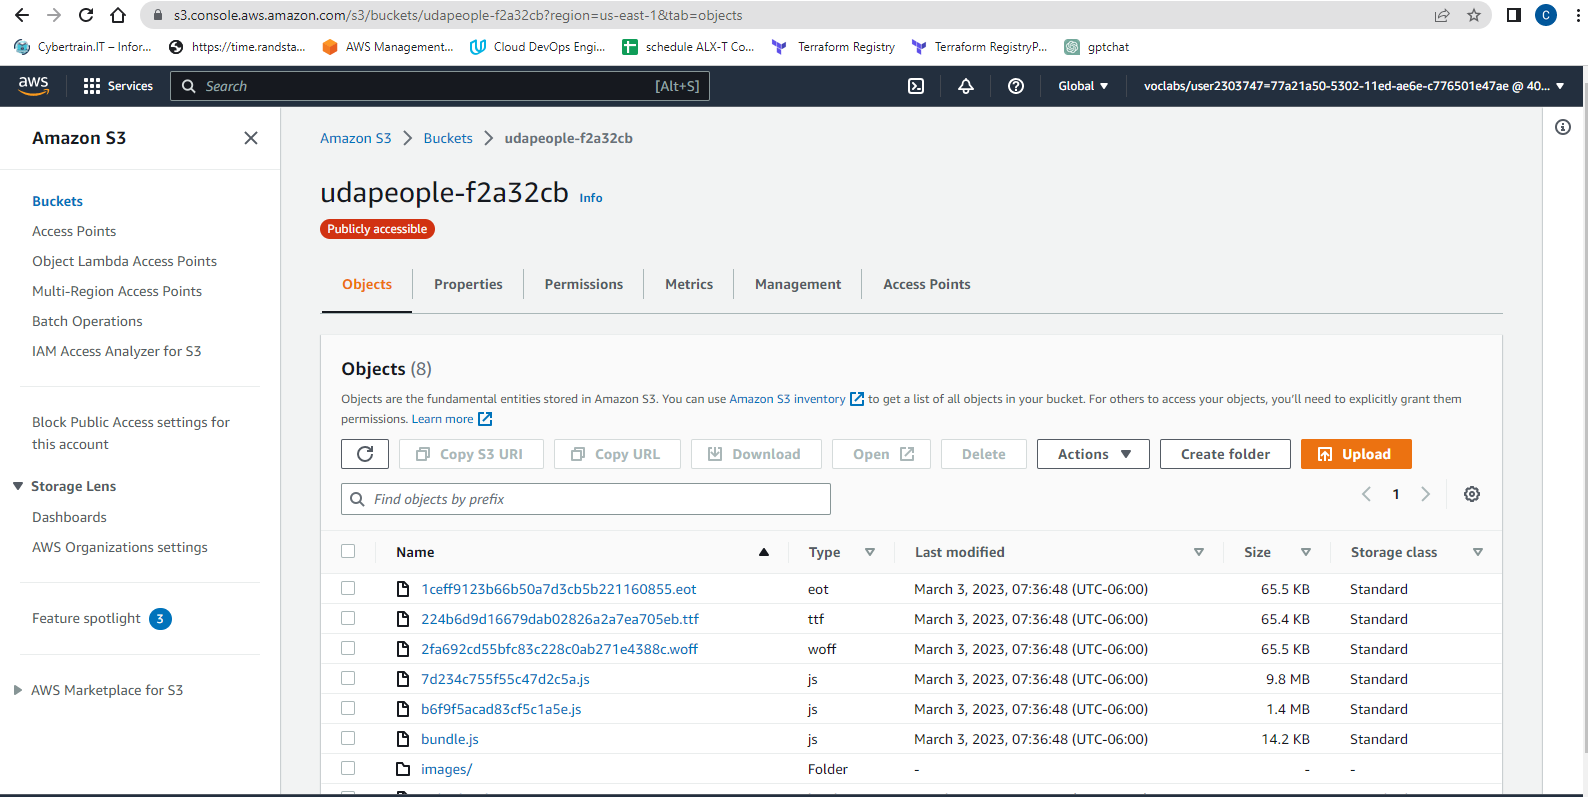 s3.console.aws.amazon.com/s3/buckets/udapeople-f2a32cb?region=us-east-1&tab=objects
C
Cybertrain.IT – Infor... https://time.randsta... AWS Management... Cloud DevOps Engi... schedule ALX-T Co... Terraform Registry Terraform RegistryP... gptchat
aws Services Search [Alt+S] Global voclabs/user2303747=77a21a50-5302-11ed-ae6e-c776501e47ae @ 40...
Amazon S3
Buckets
Access Points
Object Lambda Access Points
Multi-Region Access Points
Batch Operations
IAM Access Analyzer for S3
Block Public Access settings for
this account
Storage Lens
Dashboards
AWS Organizations settings
Feature spotlight 3
AWS Marketplace for S3
Amazon S3 Buckets udapeople-f2a32cb
udapeople-f2a32cb Info
Publicly accessible
Objects Properties Permissions Metrics Management Access Points
Objects (8)
Objects are the fundamental entities stored in Amazon S3. You can use Amazon S3 inventory to get a list of all objects in your bucket. For others to access your objects, you'll need to explicitly grant them
permissions. Learn more
Copy S3 URI Copy URL Download Open Delete Actions Create folder Upload
Find objects by prefix 1
Name Type Last modified Size Storage class
1ceff9123b66b50a7d3cb5b221160855.eot eot March 3, 2023, 07:36:48 (UTC-06:00) 65.5 KB Standard
224b6d9d16679dab02826a2a7ea705eb.ttf ttf March 3, 2023, 07:36:48 (UTC-06:00) 65.4 KB Standard
2fa692cd55bfc83c228c0ab271e4388c.woff woff March 3, 2023, 07:36:48 (UTC-06:00) 65.5 KB Standard
7d234c755f55c47d2c5a.js js March 3, 2023, 07:36:48 (UTC-06:00) 9.8 MB Standard
b6f9f5acad83cf5c1a5e.js js March 3, 2023, 07:36:48 (UTC-06:00) 1.4 MB Standard
bundle.js js March 3, 2023, 07:36:48 (UTC-06:00) 14.2 KB Standard
images/ Folder - - -